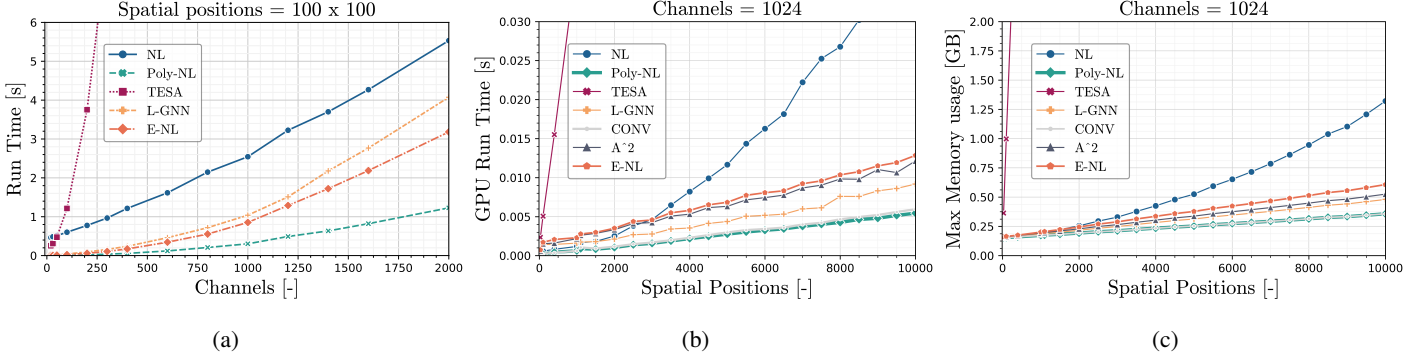 Spatial positions = 100 x 100
Run Time [s]
6
5
4
3
2
1
0
NL
Poly-NL
TESA
L-GNN
E-NL
0 250 500 750 1000 1250 1500 1750 2000
Channels [-]
(a)
Channels = 1024
GPU Run Time [s]
0.030
0.025
0.020
0.015
0.010
0.005
0.000
NL
Poly-NL
TESA
L-GNN
CONV
Aˆ2
E-NL
0 2000 4000 6000 8000 10000
Spatial Positions [-]
(b)
Channels = 1024
Max Memory usage [GB]
2.00
1.75
1.50
1.25
1.00
0.75
0.50
0.25
0.00
NL
Poly-NL
TESA
L-GNN
CONV
Aˆ2
E-NL
0 2000 4000 6000 8000 10000
Spatial Positions [-]
(c)